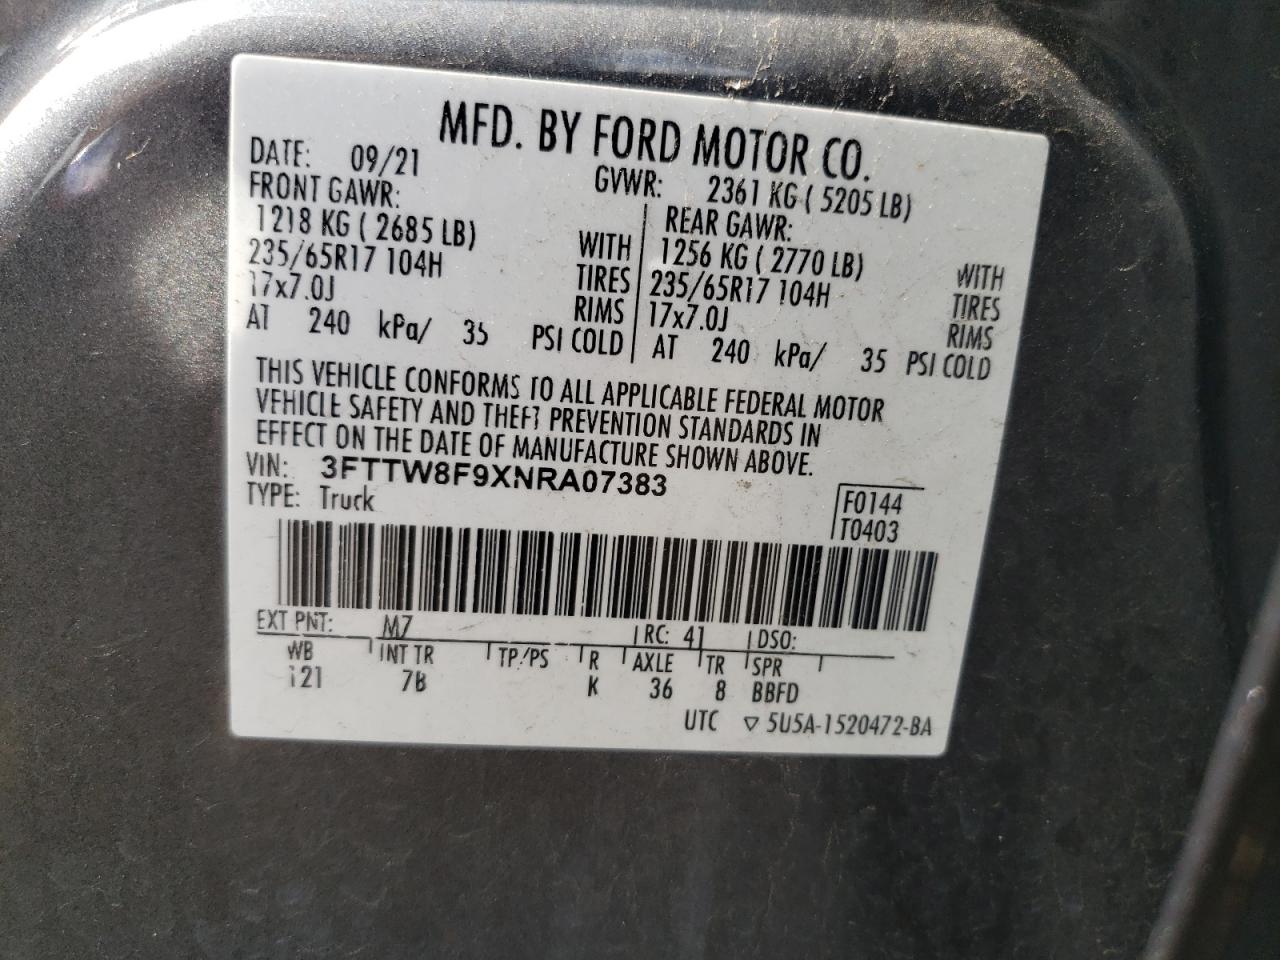 MFD. BY FORD MOTOR CO.
DATE: 09/21 GVWR: 2361 KG ( 5205 LB)
FRONT GAWR: REAR GAWR:
1218 KG ( 2685 LB) WITH 1256 KG ( 2770 LB) WITH
235/65R17 104H TIRES 235/65R17 104H TIRES
17x7.0J RIMS 17x7.0J RIMS
AT 240 kPa/ 35 PSI COLD AT 240 kPa/ 35 PSI COLD
THIS VEHICLE CONFORMS TO ALL APPLICABLE FEDERAL MOTOR
VEHICLE SAFETY AND THEFT PREVENTION STANDARDS IN
EFFECT ON THE DATE OF MANUFACTURE SHOWN ABOVE.
VIN: 3FTTW8F9XNRA07383
TYPE: Truck F0144
T0403
EXT PNT: M7 RC: 41 DSO:
WB INT TR TP/PS R AXLE TR SPR
121 7B K 36 8 BBFD
UTC ▽ 5U5A-1520472-BA